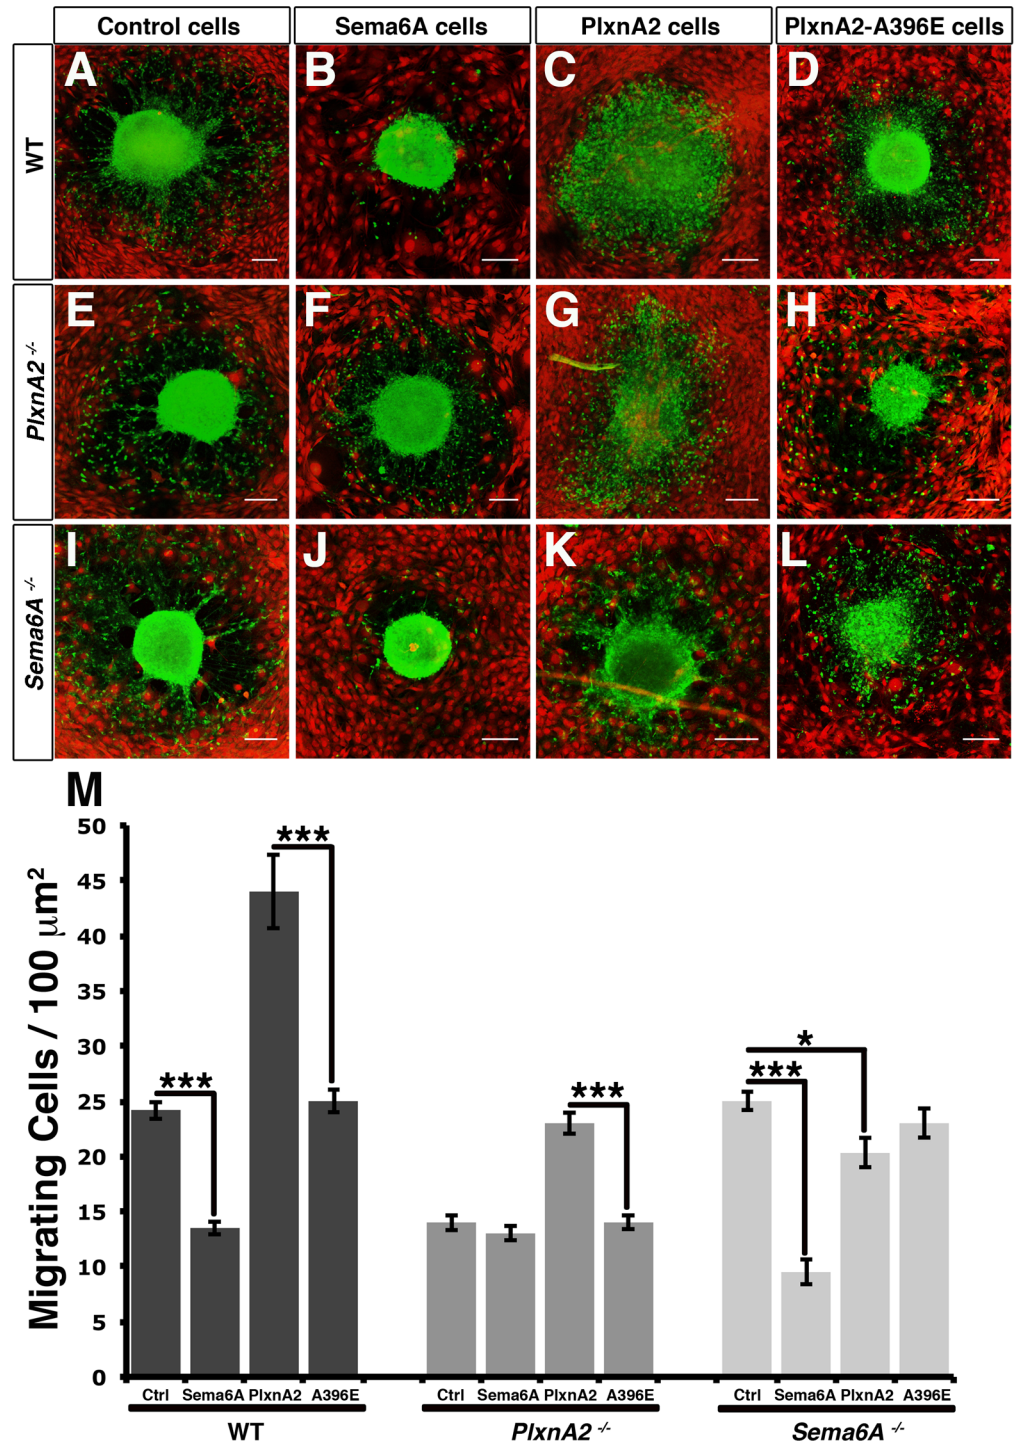 Control cells
Sema6A cells
PlxnA2 cells
PlxnA2-A396E cells
WT
A
B
C
D
PlxnA2 -/-
E
F
G
H
Sema6A -/-
I
J
K
L
M
Migrating Cells / 100 μm²
50
45
40
35
30
25
20
15
10
5
0
***
***
***
***
*
Ctrl Sema6A PlxnA2 A396E
Ctrl Sema6A PlxnA2 A396E
Ctrl Sema6A PlxnA2 A396E
WT
PlxnA2 -/-
Sema6A -/-